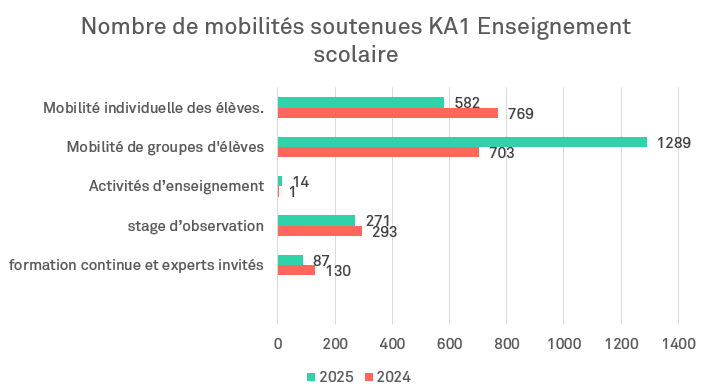 Nombre de mobilités soutenues KA1 Enseignement
scolaire
Mobilité individuelle des élèves.
582
769
Mobilité de groupes d'élèves
1289
703
Activités d’enseignement
14
1
stage d’observation
271
293
formation continue et experts invités
87
130
0 200 400 600 800 1000 1200 1400
2025 2024